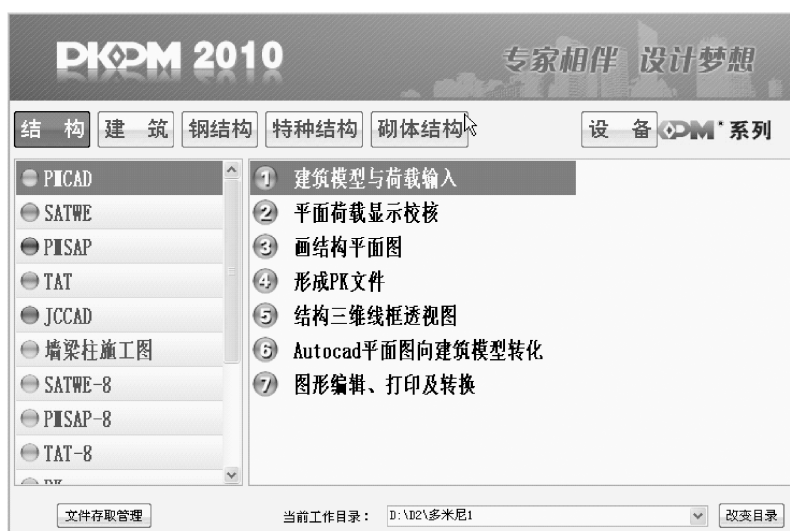 PKPM 2010
专家相伴 设计梦想
结 构 建 筑 钢结构 特种结构 砌体结构 设 备 PKPM 系列
PMCAD
SATWE
PMSAP
TAT
JCCAD
墙梁柱施工图
SATWE-8
PMSAP-8
TAT-8
1 建筑模型与荷载输入
2 平面荷载显示校核
3 画结构平面图
4 形成PK文件
5 结构三维线框透视图
6 Autocad平面图向建筑模型转化
7 图形编辑、打印及转换
文件存取管理 当前工作目录： D:\D2\多米尼1 改变目录